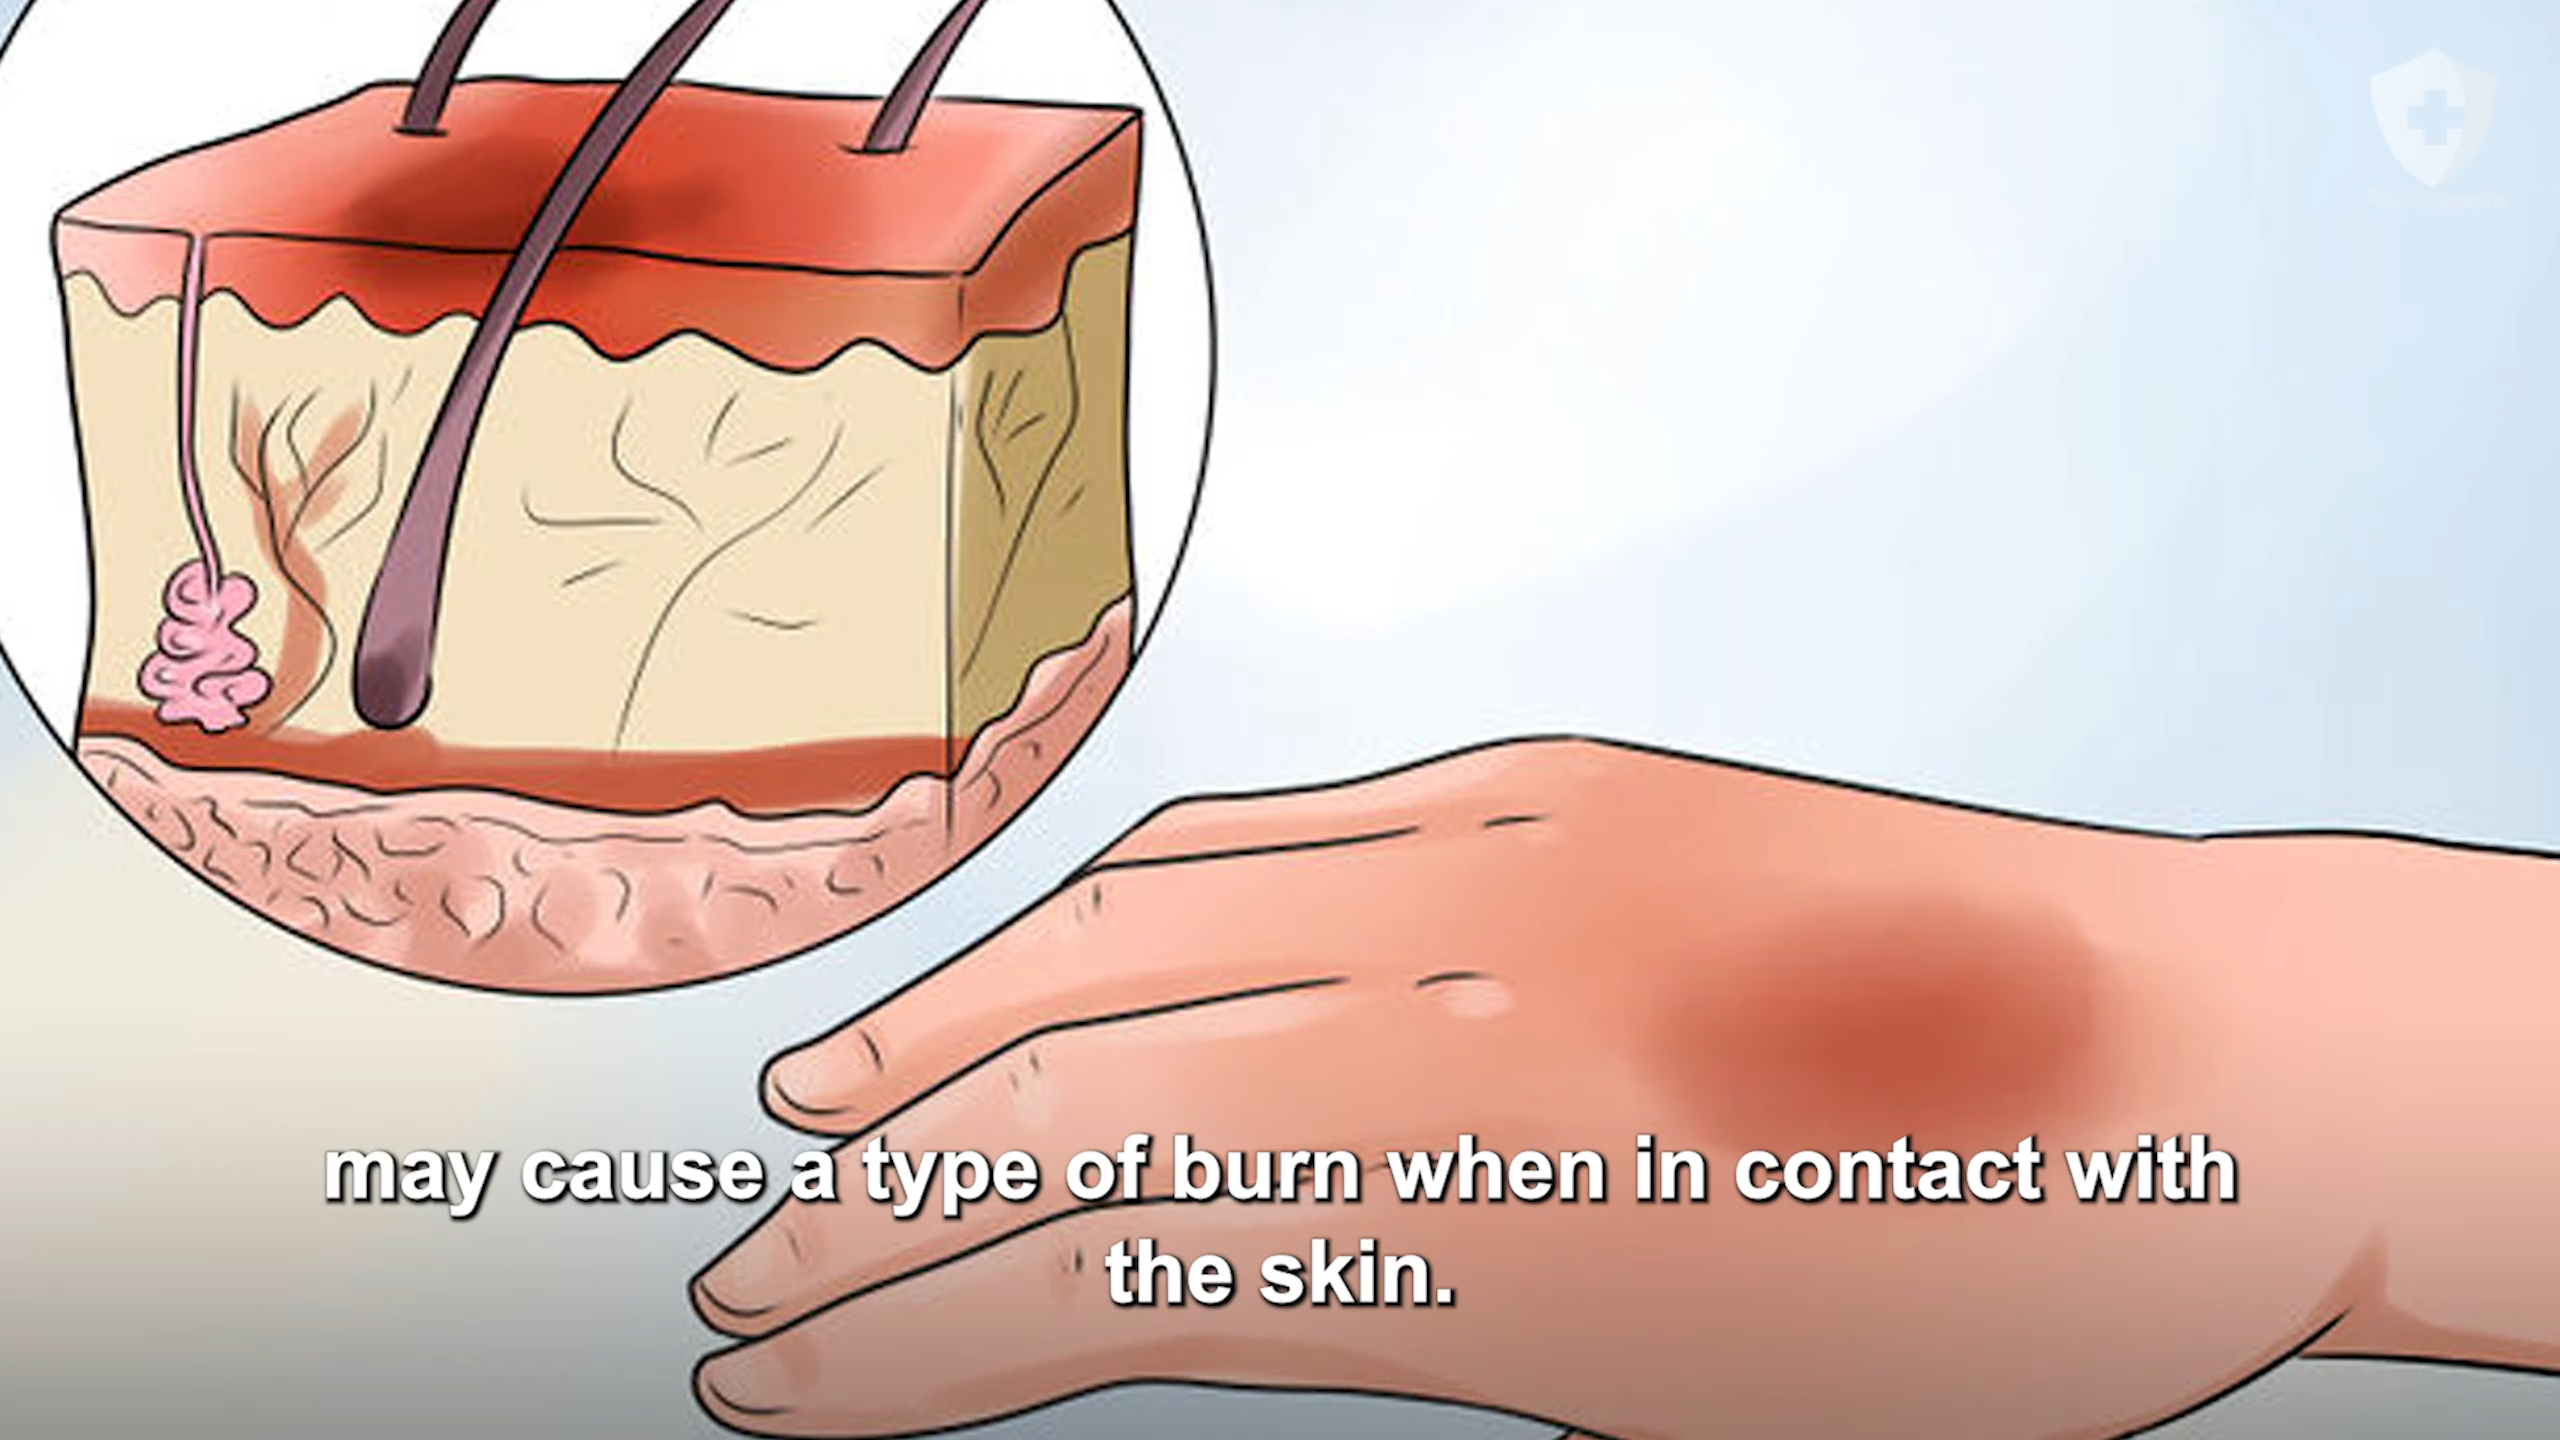 may cause a type of burn when in contact with
the skin.